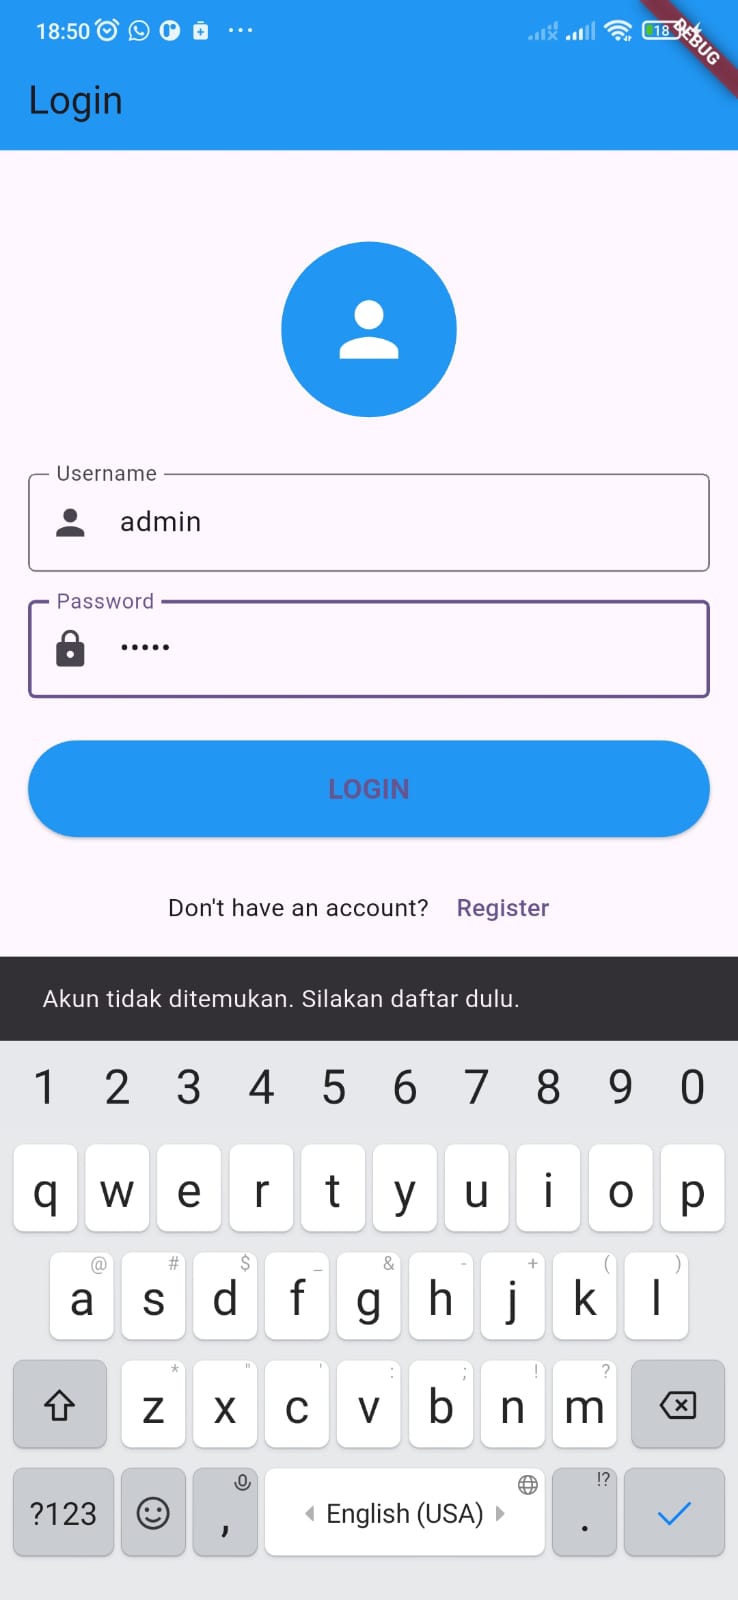 18:50
18
DEBUG
Login
Username
admin
Password
•••••
LOGIN
Don't have an account? Register
Akun tidak ditemukan. Silakan daftar dulu.
1 2 3 4 5 6 7 8 9 0
q w e r t y u i o p
@ # $ _ & - + ( )
a s d f g h j k l
* " ' : ; ! ?
z x c v b n m
!?
?123 , English (USA) .